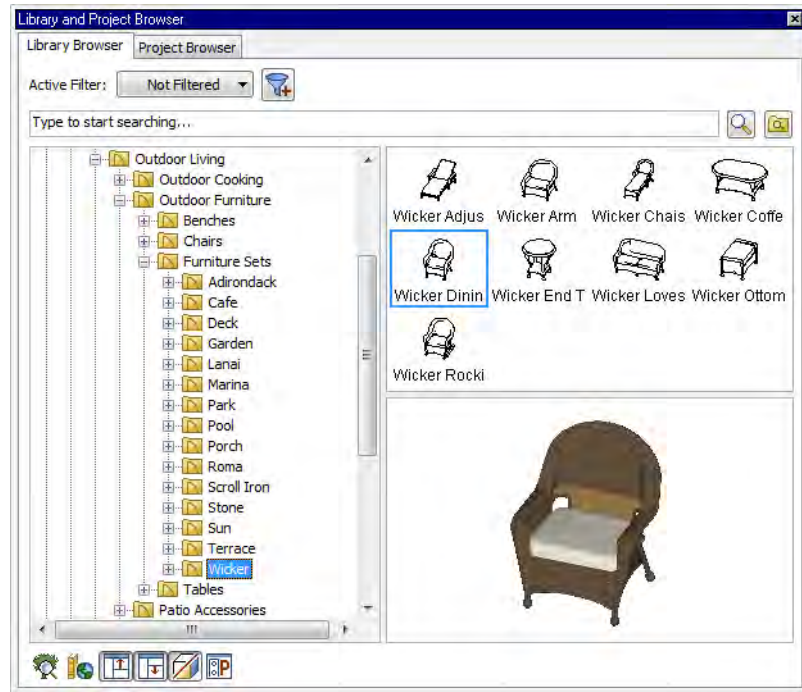 Library and Project Browser
Library Browser Project Browser
Active Filter: Not Filtered
Type to start searching...
Outdoor Living
Outdoor Cooking
Outdoor Furniture
Benches
Chairs
Furniture Sets
Adirondack
Cafe
Deck
Garden
Lanai
Marina
Park
Pool
Porch
Roma
Scroll Iron
Stone
Sun
Terrace
Wicker
Tables
Patio Accessories
Wicker Adjus Wicker Arm Wicker Chais Wicker Coffe
Wicker Dinin Wicker End T Wicker Loves Wicker Ottom
Wicker Rocki
P